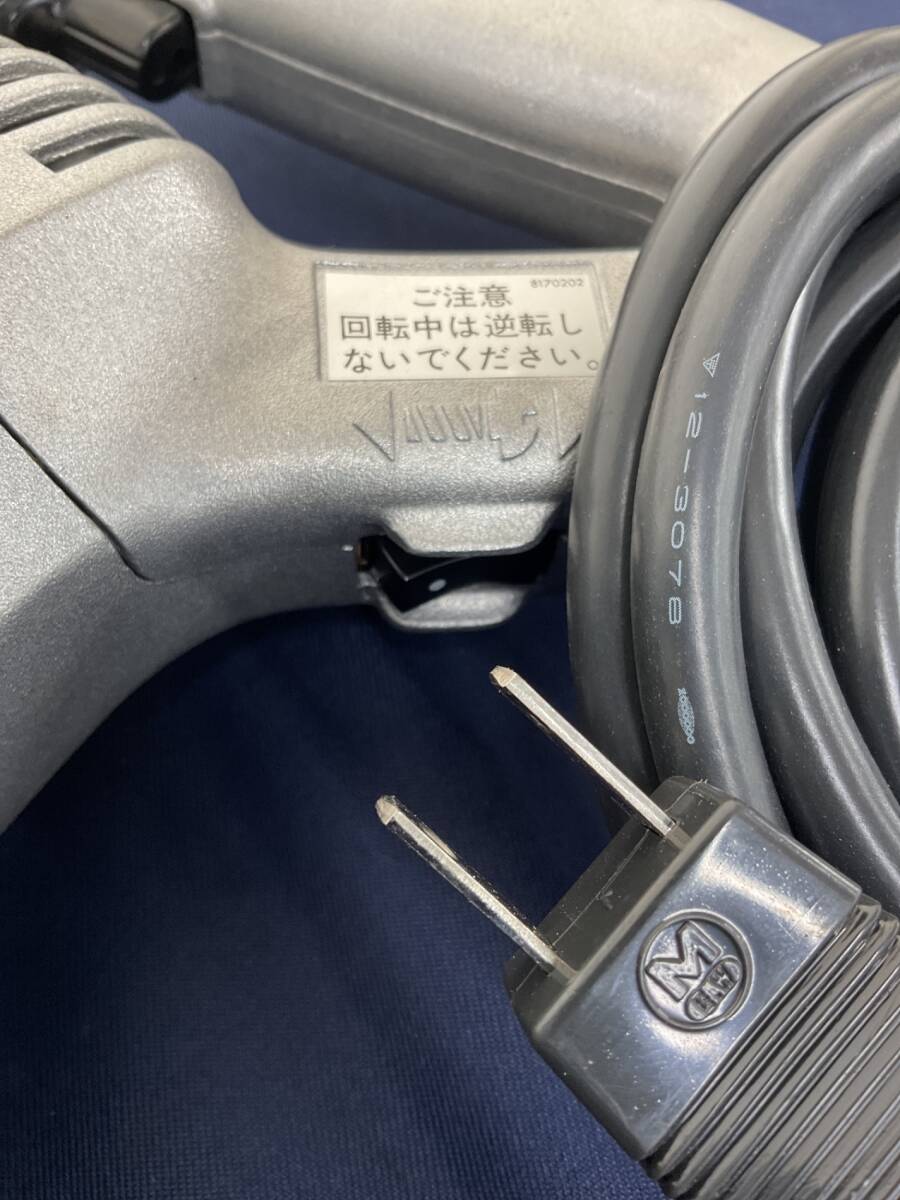 8170202
ご注意
回転中は逆転し
ないでください。
12-3078
M